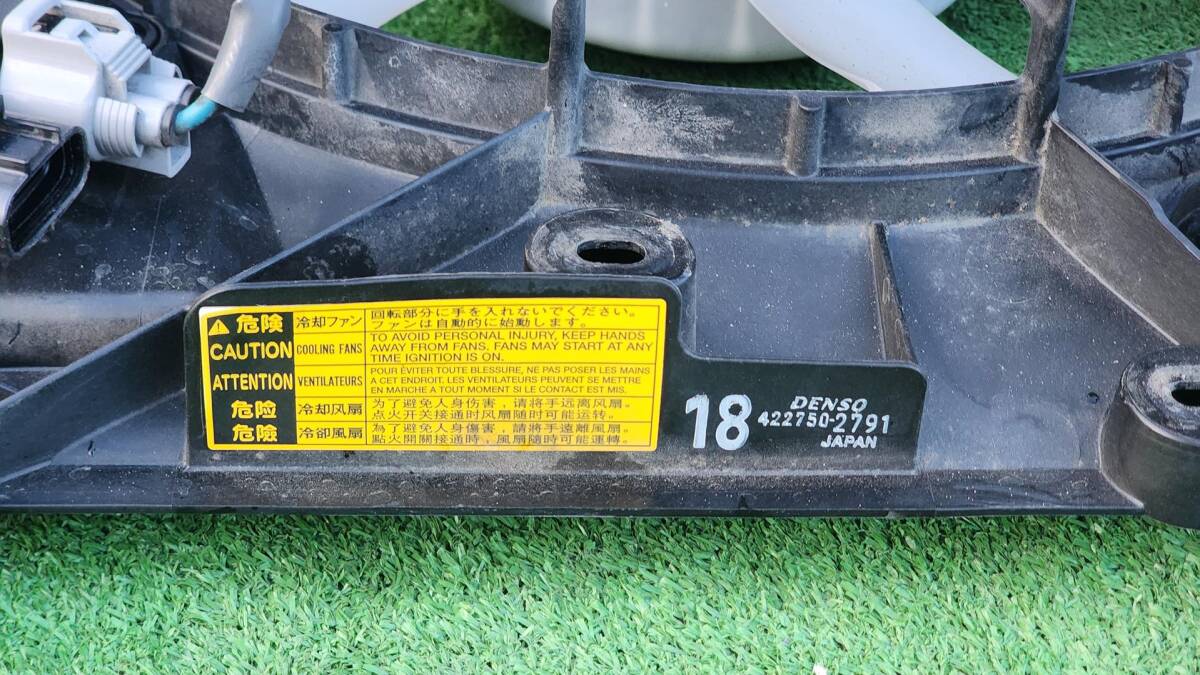 危険 冷却ファン 回転部分に手を入れないでください。
ファンは自動的に始動します。
CAUTION COOLING FANS TO AVOID PERSONAL INJURY, KEEP HANDS
AWAY FROM FANS. FANS MAY START AT ANY
TIME IGNITION IS ON.
ATTENTION VENTILATEURS POUR ÉVITER TOUTE BLESSURE, NE PAS POSER LES MAINS
A CET ENDROIT. LES VENTILATEURS PEUVENT SE METTRE
EN MARCHE A TOUT MOMENT SI LE CONTACT EST MIS.
危险 冷却风扇 为了避免人身伤害，请将手远离风扇。
点火开关接通时风扇随时可能运转。
危險 冷卻風扇 為了避免人身傷害，請將手遠離風扇。
點火開關接通時，風扇隨時可能運轉。
18 DENSO
422750-2791
JAPAN